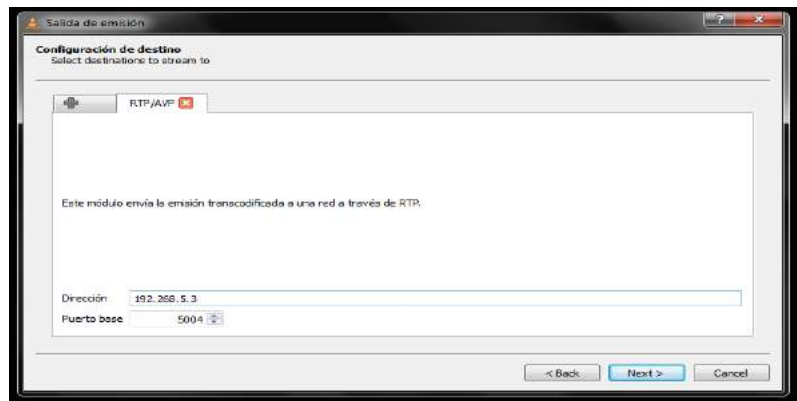 Salida de emisión
Configuración de destino
Select destinations to stream to
RTP/AVP
Este módulo envía la emisión transcodificada a una red a través de RTP.
Dirección 192.268.5.3
Puerto base 5004
< Back Next > Cancel